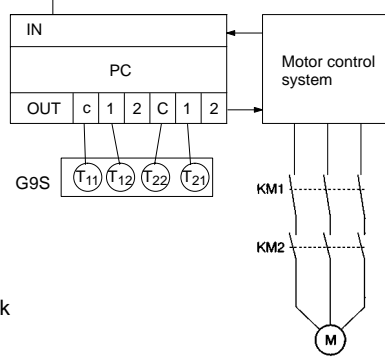 IN
PC
Motor control
system
OUT c 1 2 C 1 2
G9S T11 T12 T22 T21
KM1
KM2
k
M